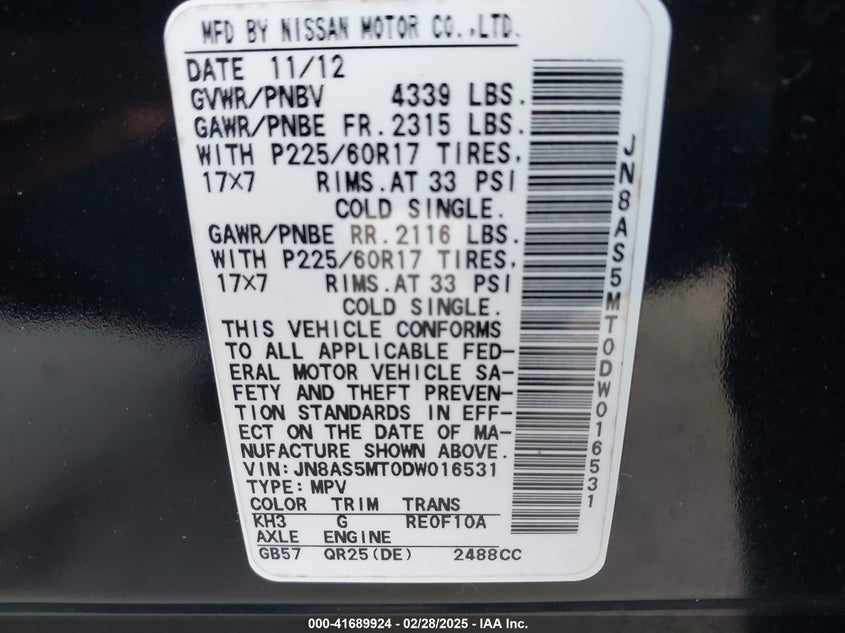 MFD BY NISSAN MOTOR CO.,LTD.
DATE 11/12
GVWR/PNBV 4339 LBS.
GAWR/PNBE FR. 2315 LBS.
WITH P225/60R17 TIRES,
17×7 RIMS. AT 33 PSI
COLD SINGLE.
GAWR/PNBE RR. 2116 LBS.
WITH P225/60R17 TIRES,
17×7 RIMS. AT 33 PSI
COLD SINGLE.
THIS VEHICLE CONFORMS
TO ALL APPLICABLE FED-
ERAL MOTOR VEHICLE SA-
FETY AND THEFT PREVEN-
TION STANDARDS IN EFF-
ECT ON THE DATE OF MA-
NUFACTURE SHOWN ABOVE.
VIN: JN8AS5MT0DW016531
TYPE: MPV
COLOR TRIM TRANS
KH3 G RE0F10A
AXLE ENGINE
GB57 QR25(DE) 2488CC
JN8AS5MT0DW016531
000-41689924 - 02/28/2025 - IAA Inc.